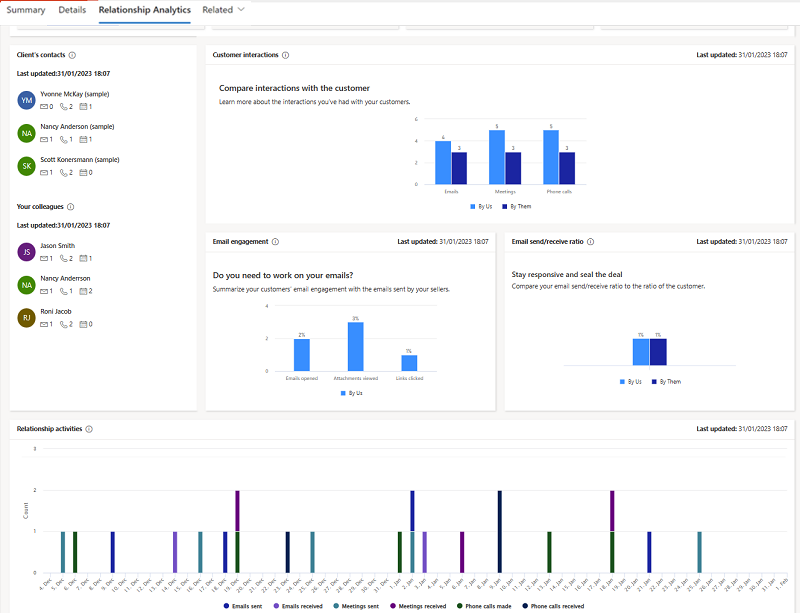 Summary Details Relationship Analytics Related
Client's contacts
Last updated:31/01/2023 18:07
YM Yvonne McKay (sample)
0 2 1
NA Nancy Anderson (sample)
1 1 1
SK Scott Konersmann (sample)
1 2 0
Your colleagues
Last updated:31/01/2023 18:07
JS Jason Smith
1 2 1
NA Nancy Anderrson
1 1 2
RJ Roni Jacob
1 2 0
Customer interactions Last updated: 31/01/2023 18:07
Compare interactions with the customer
Learn more about the interactions you've had with your customers.
6
4
2
0
4 3 5 3 5 3
Emails Meetings Phone calls
By Us By Them
Email engagement Last updated: 31/01/2023 18:07
Do you need to work on your emails?
Summarize your customers' email engagement with the emails sent by your sellers.
4
2
0
2% 3% 1%
Emails opened Attachments viewed Links clicked
By Us
Email send/receive ratio Last updated: 31/01/2023 18:07
Stay responsive and seal the deal
Compare your email send/receive ratio to the ratio of the customer.
1% 1%
By Us By Them
Relationship activities Last updated: 31/01/2023 18:07
Count
3
2
1
0
4. Dec 5. Dec 6. Dec 7. Dec 8. Dec 9. Dec 10. Dec 11. Dec 12. Dec 13. Dec 14. Dec 15. Dec 16. Dec 17. Dec 18. Dec 19. Dec 20. Dec 21. Dec 22. Dec 23. Dec 24. Dec 25. Dec 26. Dec 27. Dec 28. Dec 29. Dec 30. Dec 31. Dec 1. Jan 2. Jan 3. Jan 4. Jan 5. Jan 6. Jan 7. Jan 8. Jan 9. Jan 10. Jan 11. Jan 12. Jan 13. Jan 14. Jan 15. Jan 16. Jan 17. Jan 18. Jan 19. Jan 20. Jan 21. Jan 22. Jan 23. Jan 24. Jan 25. Jan 26. Jan 27. Jan 28. Jan 29. Jan 30. Jan 31. Jan 1. Feb
Emails sent Emails received Meetings sent Meetings received Phone calls made Phone calls received